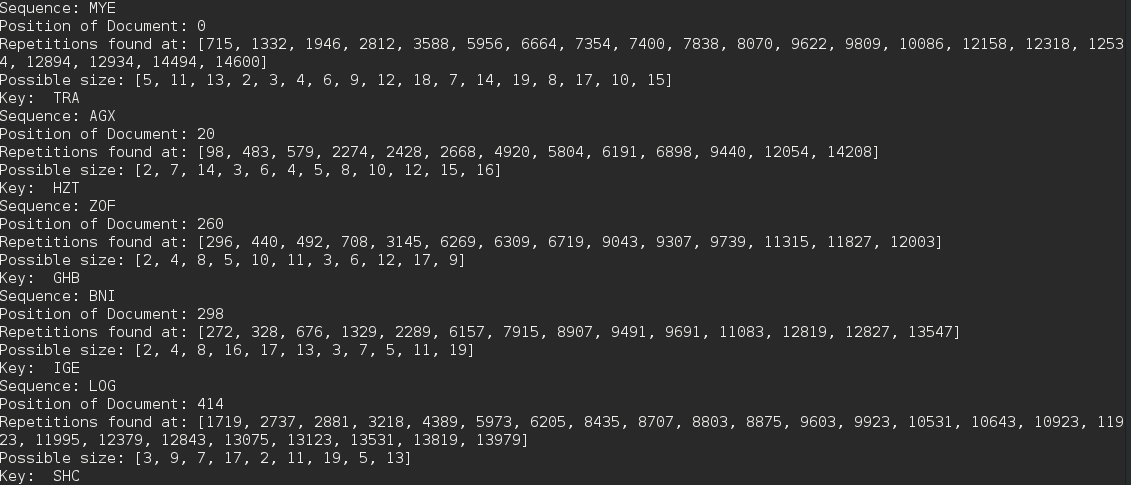 Sequence: MYE
Position of Document: 0
Repetitions found at: [715, 1332, 1946, 2812, 3588, 5956, 6664, 7354, 7400, 7838, 8070, 9622, 9809, 10086, 12158, 12318, 1253
4, 12894, 12934, 14494, 14600]
Possible size: [5, 11, 13, 2, 3, 4, 6, 9, 12, 18, 7, 14, 19, 8, 17, 10, 15]
Key:  TRA
Sequence: AGX
Position of Document: 20
Repetitions found at: [98, 483, 579, 2274, 2428, 2668, 4920, 5804, 6191, 6898, 9440, 12054, 14208]
Possible size: [2, 7, 14, 3, 6, 4, 5, 8, 10, 12, 15, 16]
Key:  HZT
Sequence: ZOF
Position of Document: 260
Repetitions found at: [296, 440, 492, 708, 3145, 6269, 6309, 6719, 9043, 9307, 9739, 11315, 11827, 12003]
Possible size: [2, 4, 8, 5, 10, 11, 3, 6, 12, 17, 9]
Key:  GHB
Sequence: BNI
Position of Document: 298
Repetitions found at: [272, 328, 676, 1329, 2289, 6157, 7915, 8907, 9491, 9691, 11083, 12819, 12827, 13547]
Possible size: [2, 4, 8, 16, 17, 13, 3, 7, 5, 11, 19]
Key:  IGE
Sequence: LOG
Position of Document: 414
Repetitions found at: [1719, 2737, 2881, 3218, 4389, 5973, 6205, 8435, 8707, 8803, 8875, 9603, 9923, 10531, 10643, 10923, 119
23, 11995, 12379, 12843, 13075, 13123, 13531, 13819, 13979]
Possible size: [3, 9, 7, 17, 2, 11, 19, 5, 13]
Key:  SHC